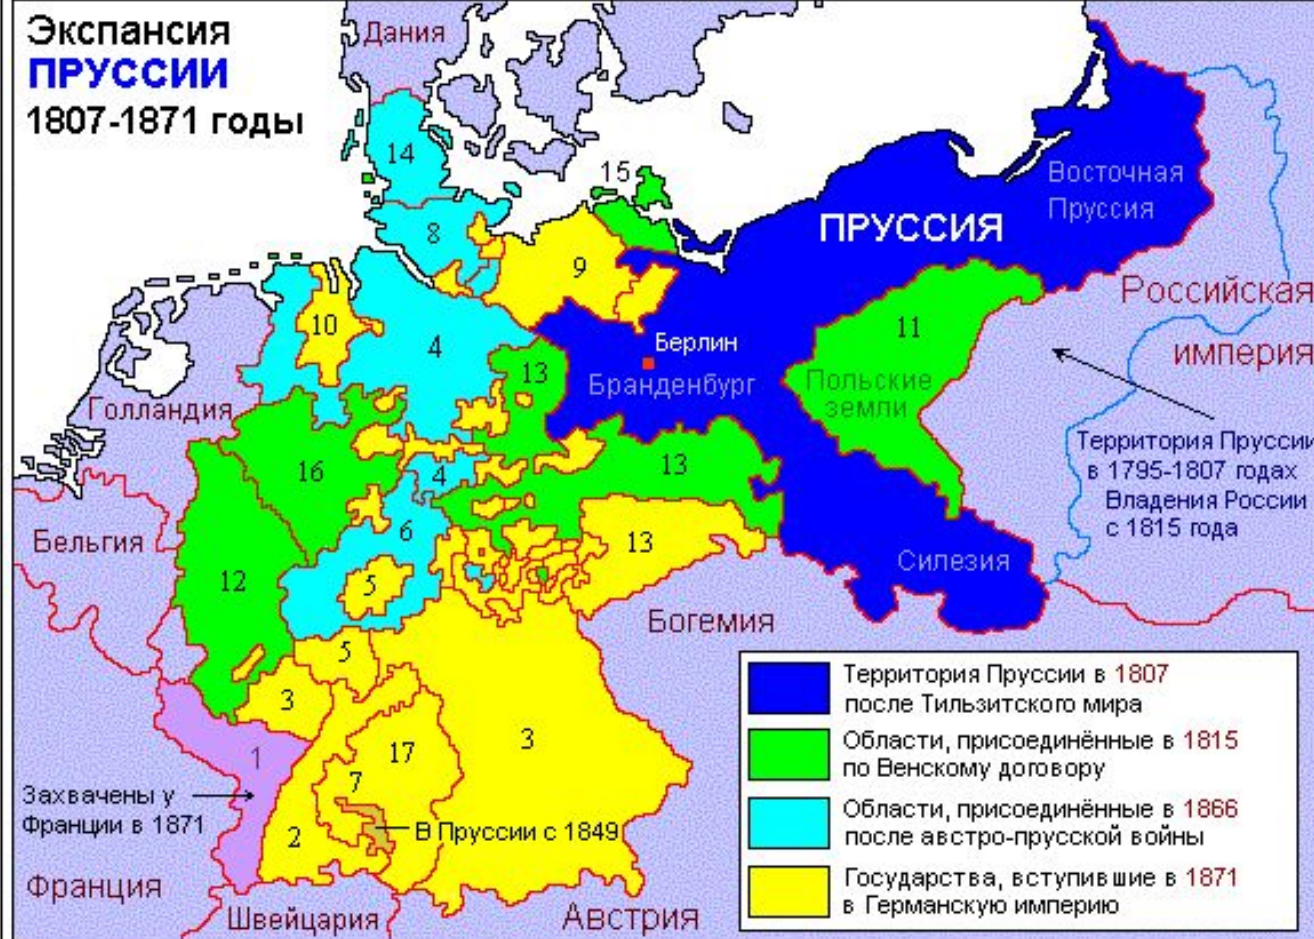 Экспансия
ПРУССИИ
1807-1871 годы
Дания
14
15
Восточная
Пруссия
ПРУССИЯ
8
9
Российская
империя
10
4
11
Берлин
Бранденбург
13
Польские
земли
Голландия
Территория Пруссии
в 1795-1807 годах
Владения России
с 1815 года
16
4
13
Бельгия
6
13
Силезия
12
5
Богемия
5
3
1
17
3
7
2
Захвачены у
Франции в 1871
В Пруссии с 1849
Франция
Швейцария
Австрия
Территория Пруссии в 1807
после Тильзитского мира
Области, присоединённые в 1815
по Венскому договору
Области, присоединённые в 1866
после австро-прусской войны
Государства, вступившие в 1871
в Германскую империю